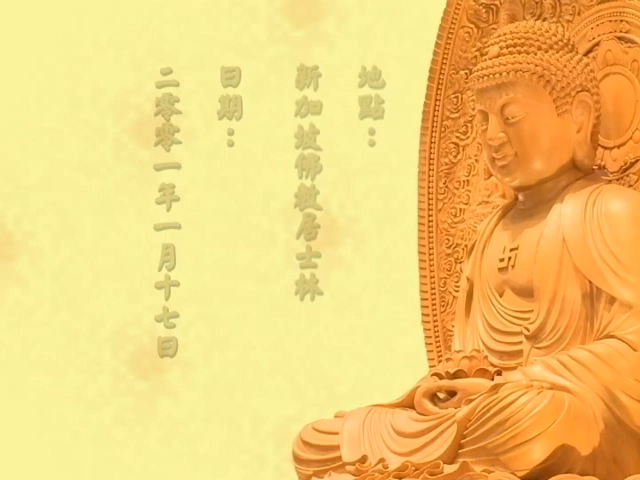 地點：
新加坡佛教居士林
日期：
二零零一年一月十七日